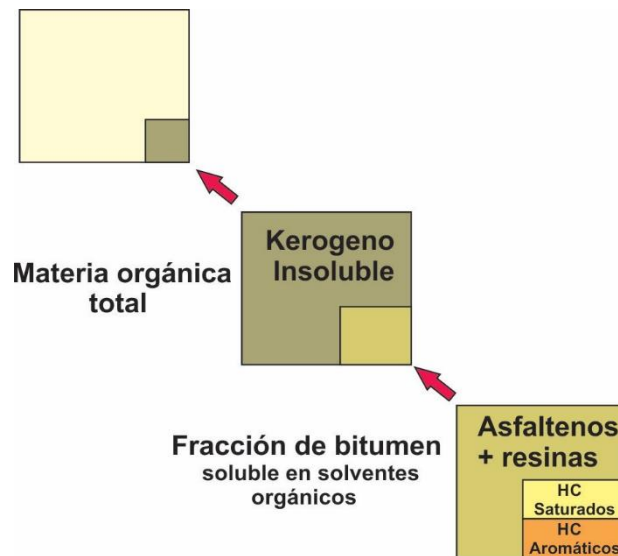 Kerogeno
Insoluble
Materia orgánica
total
Fracción de bitumen
soluble en solventes
orgánicos
Asfaltenos
+ resinas
HC
Saturados
HC
Aromáticos